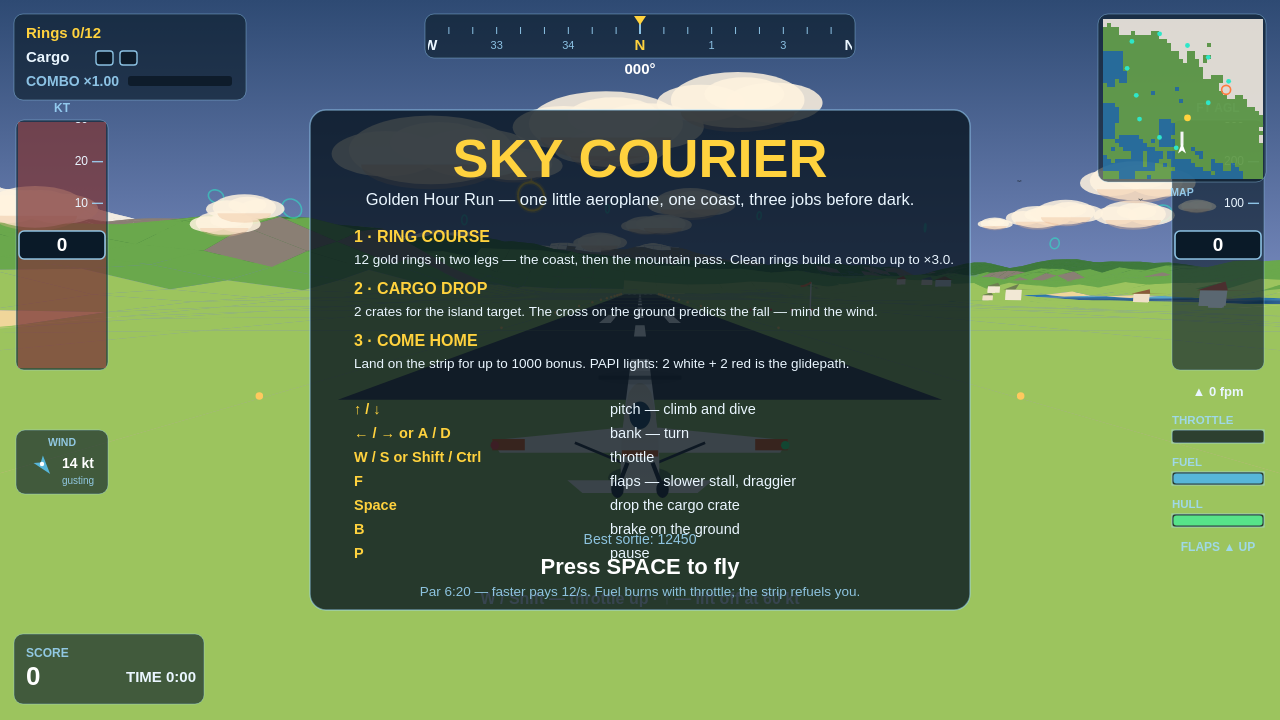 Rings 0/12
Cargo
COMBO ×1.00
W 33 34 N 1 3
000°
KT
20
10
0
WIND
14 kt
gusting
SKY COURIER
Golden Hour Run — one little aeroplane, one coast, three jobs before dark.
1 · RING COURSE
12 gold rings in two legs — the coast, then the mountain pass. Clean rings build a combo up to ×3.0.
2 · CARGO DROP
2 crates for the island target. The cross on the ground predicts the fall — mind the wind.
3 · COME HOME
Land on the strip for up to 1000 bonus. PAPI lights: 2 white + 2 red is the glidepath.
↑ / ↓ pitch — climb and dive
← / → or A / D bank — turn
W / S or Shift / Ctrl throttle
F flaps — slower stall, draggier
Space drop the cargo crate
B brake on the ground
Best sortie: 12450
P pause
Press SPACE to fly
Par 6:20 — faster pays 12/s. Fuel burns with throttle; the strip refuels you.
MAP
200
100
0
▲ 0 fpm
THROTTLE
FUEL
HULL
FLAPS ▲ UP
SCORE
0
TIME 0:00